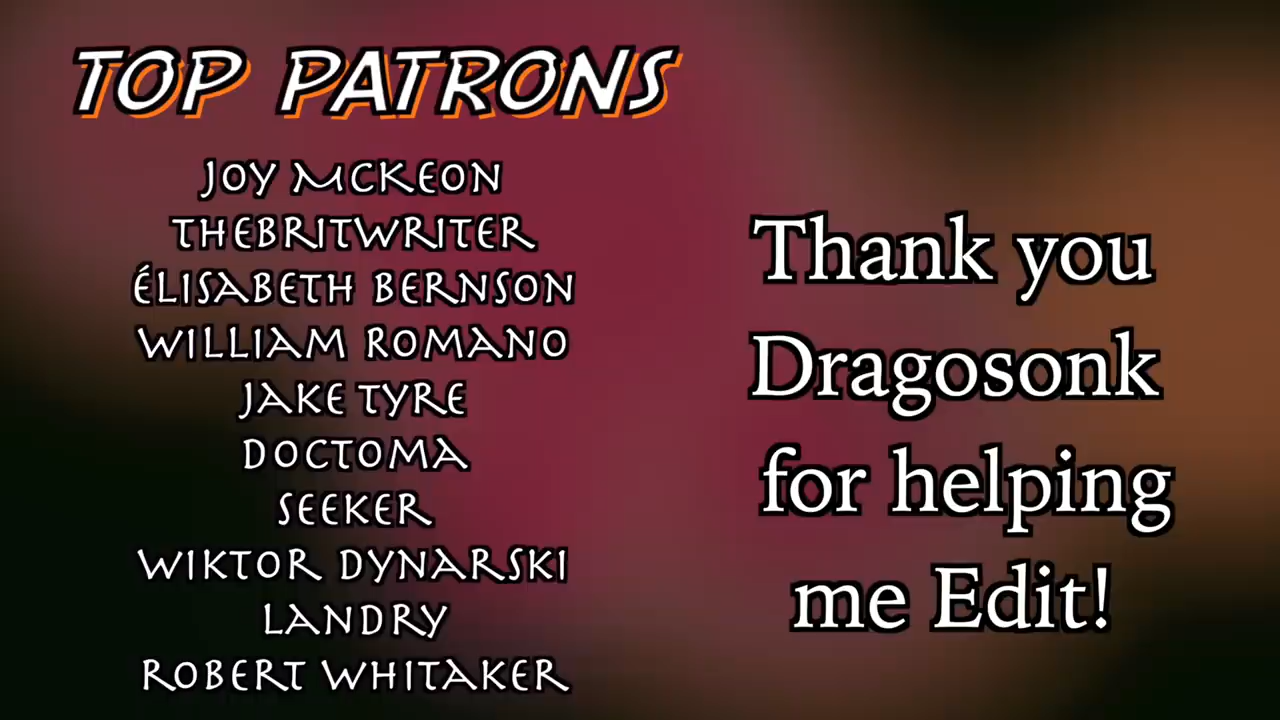 TOP PATRONS
JOY MCKEON
THEBRITWRITER
ÉLISABETH BERNSON
WILLIAM ROMANO
JAKE TYRE
DOCTOMA
SEEKER
WIKTOR DYNARSKI
LANDRY
ROBERT WHITAKER
Thank you
Dragosonk
for helping
me Edit!